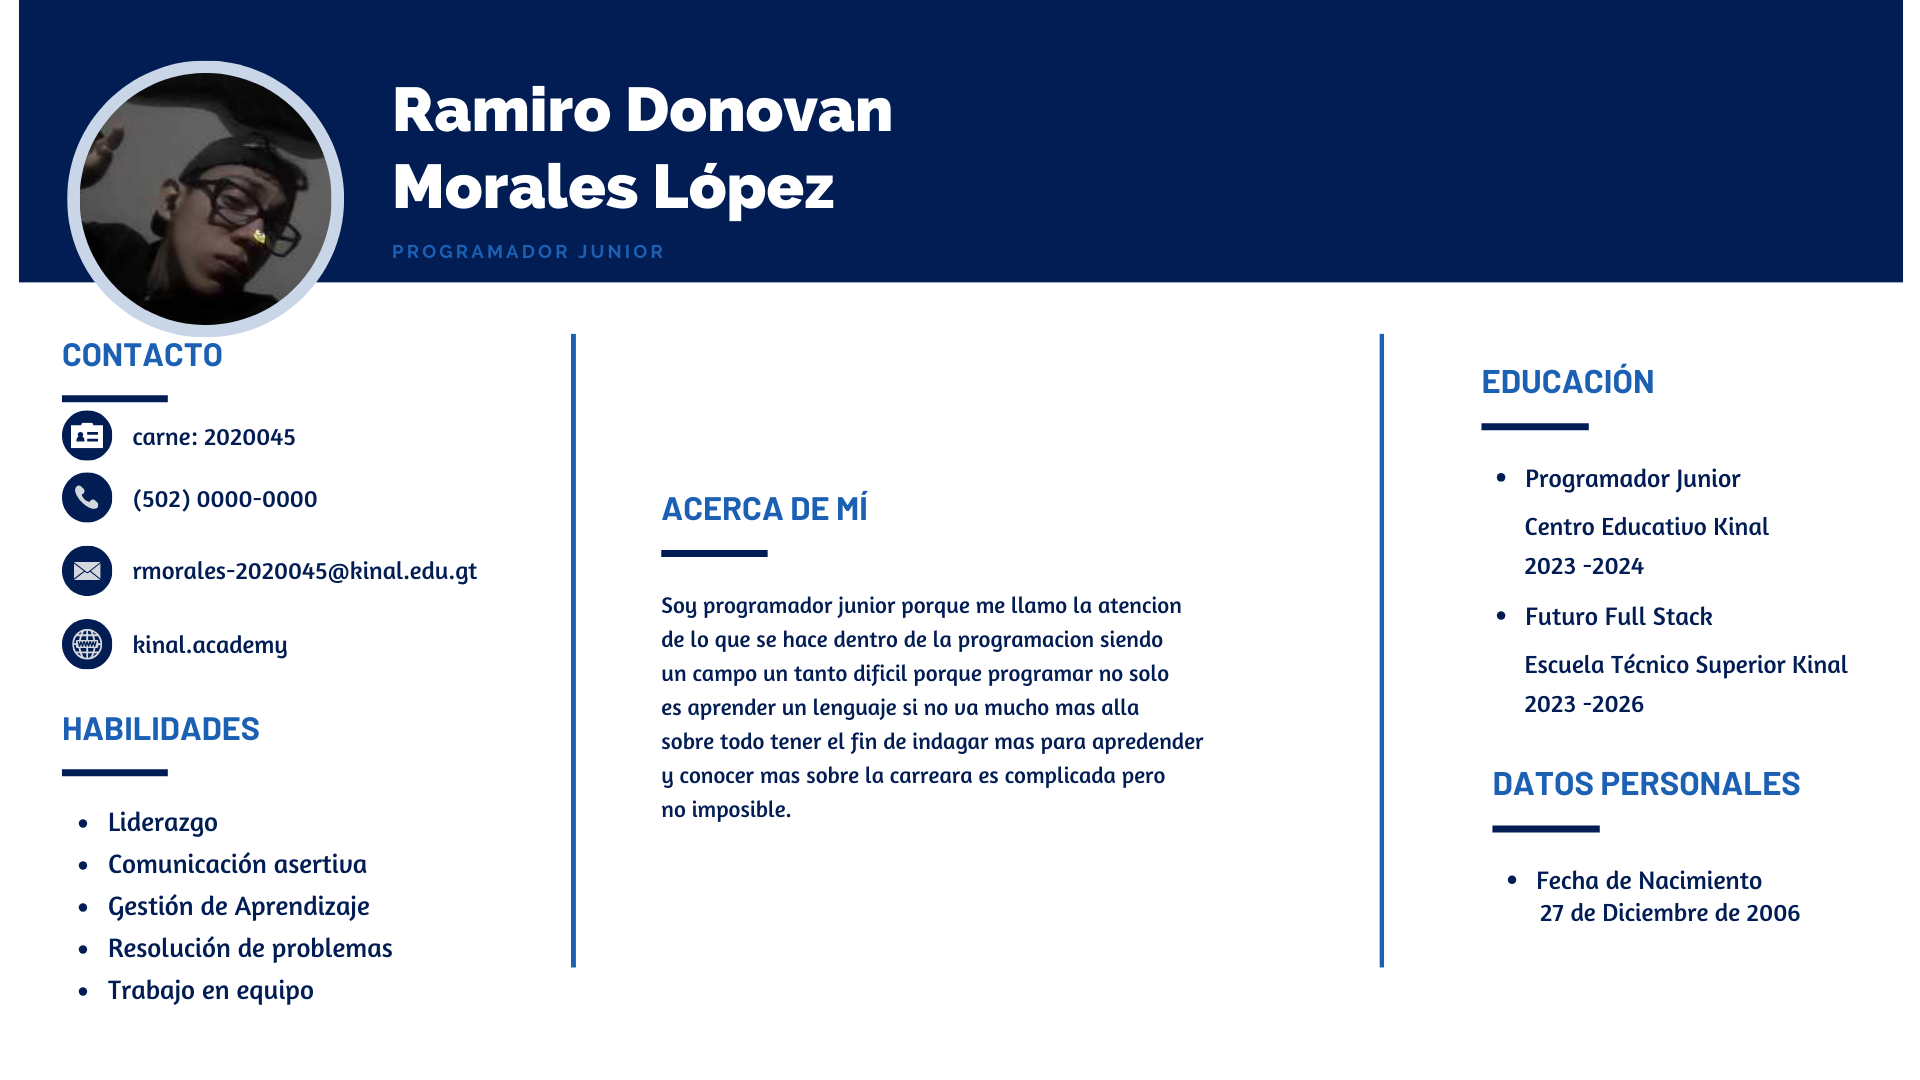 Ramiro Donovan
Morales López
PROGRAMADOR JUNIOR
CONTACTO
carne: 2020045
(502) 0000-0000
rmorales-2020045@kinal.edu.gt
kinal.academy
HABILIDADES
Liderazgo
Comunicación asertiva
Gestión de Aprendizaje
Resolución de problemas
Trabajo en equipo
ACERCA DE MÍ
Soy programador junior porque me llamo la atencion
de lo que se hace dentro de la programacion siendo
un campo un tanto dificil porque programar no solo
es aprender un lenguaje si no va mucho mas alla
sobre todo tener el fin de indagar mas para apredender
y conocer mas sobre la carreara es complicada pero
no imposible.
EDUCACIÓN
Programador Junior
Centro Educativo Kinal
2023 -2024
Futuro Full Stack
Escuela Técnico Superior Kinal
2023 -2026
DATOS PERSONALES
Fecha de Nacimiento
27 de Diciembre de 2006